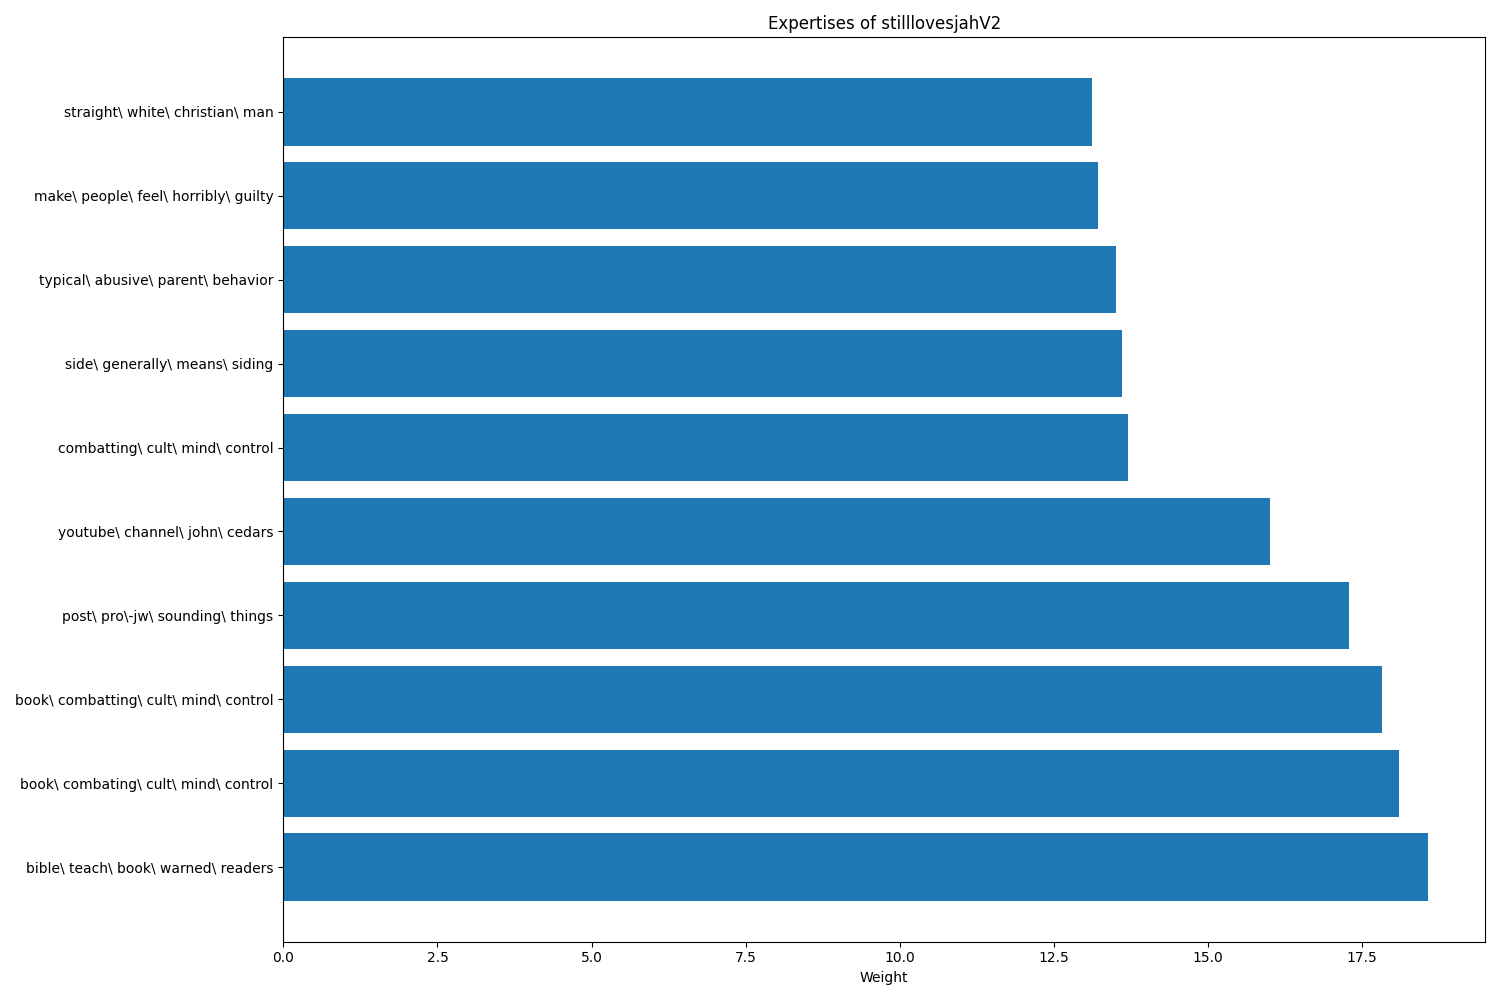 Expertises of stilllovesjahV2
straight\ white\ christian\ man
make\ people\ feel\ horribly\ guilty
typical\ abusive\ parent\ behavior
side\ generally\ means\ siding
combatting\ cult\ mind\ control
youtube\ channel\ john\ cedars
post\ pro\-jw\ sounding\ things
book\ combatting\ cult\ mind\ control
book\ combating\ cult\ mind\ control
bible\ teach\ book\ warned\ readers
0.0 2.5 5.0 7.5 10.0 12.5 15.0 17.5
Weight